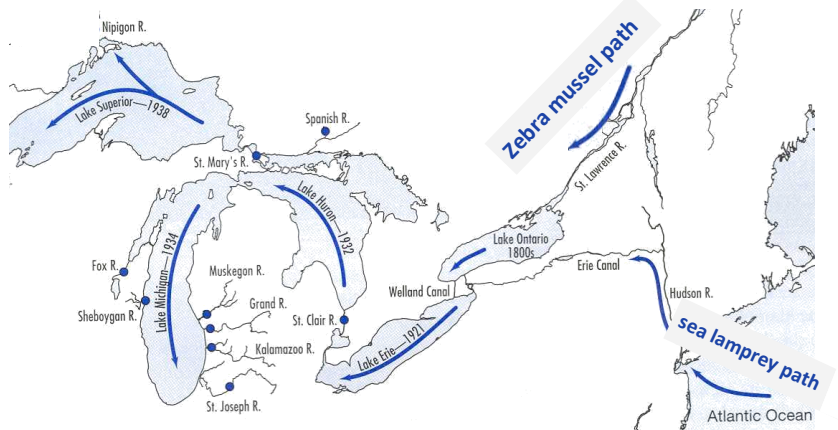 Nipigon R.
Lake Superior—1938
Spanish R.
St. Mary's R.
Zebra mussel path
St. Lawrence R.
Lake Huron—1932
Lake Michigan—1934
Lake Ontario
1800s
Fox R.
Muskegan R.
Welland Canal
Erie Canal
Hudson R.
Sheboygan R.
Grand R.
St. Clair R.
Lake Erie—1921
Kalamazoo R.
sea lamprey path
St. Joseph R.
Atlantic Ocean